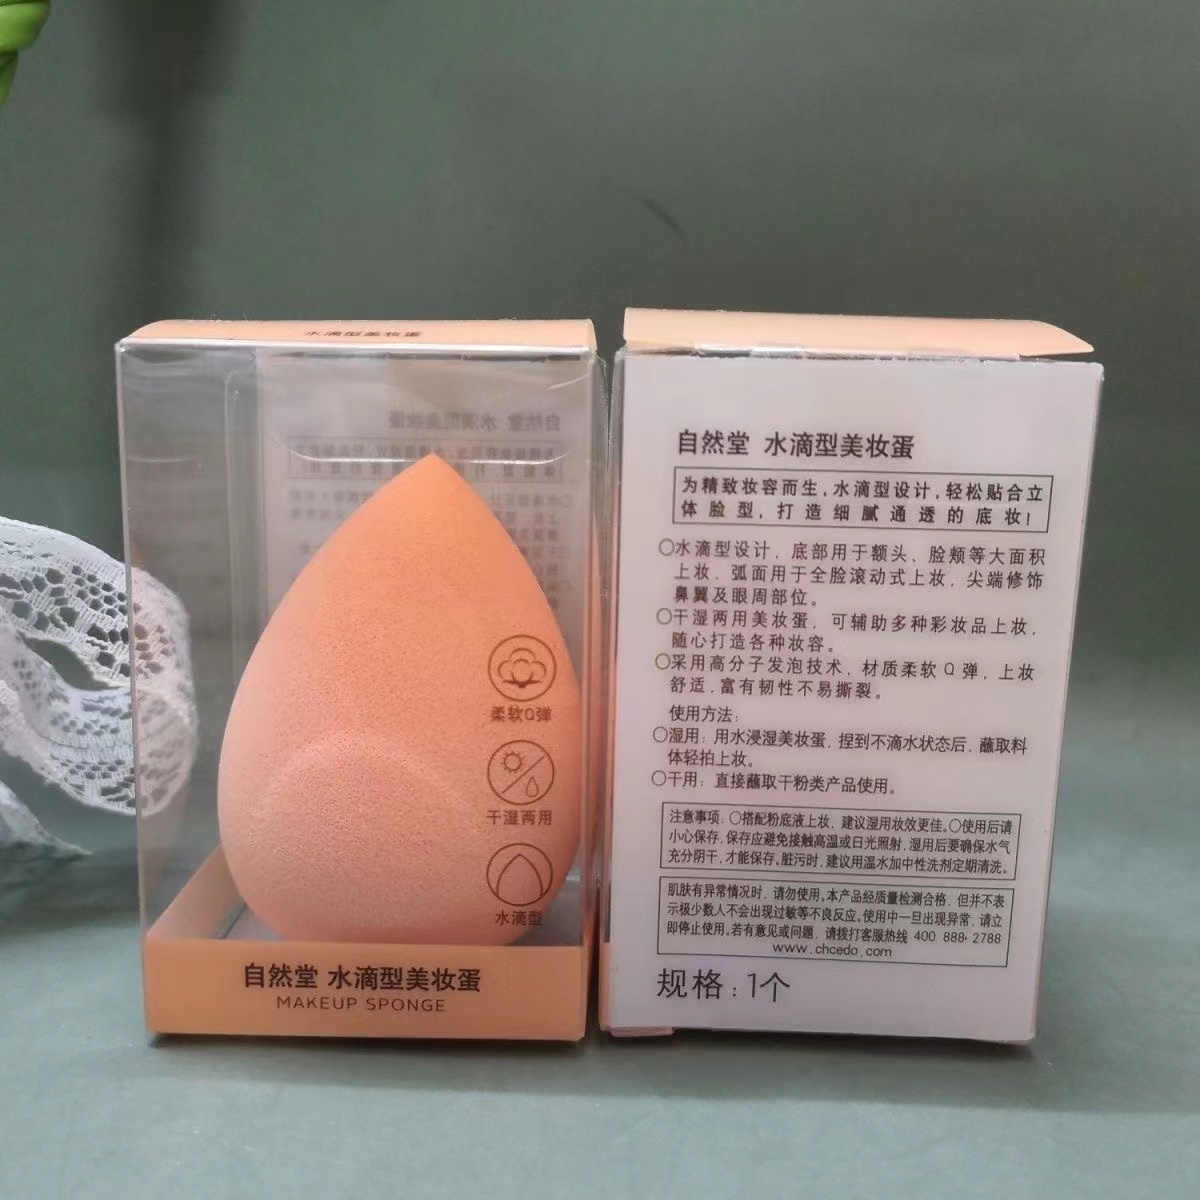 水滴型美妆蛋
柔软Q弹
干湿两用
水滴型
自然堂 水滴型美妆蛋
MAKEUP SPONGE
自然堂 水滴型美妆蛋
为精致妆容而生，水滴型设计，轻松贴合立
体脸型，打造细腻通透的底妆！
○水滴型设计，底部用于额头、脸颊等大面积
上妆，弧面用于全脸滚动式上妆，尖端修饰
鼻翼及眼周部位。
○干湿两用美妆蛋，可辅助多种彩妆品上妆，
随心打造各种妆容。
○采用高分子发泡技术，材质柔软Q弹，上妆
舒适，富有韧性不易撕裂。
使用方法：
○湿用：用水浸湿美妆蛋，捏到不滴水状态后，蘸取料
体轻拍上妆。
○干用：直接蘸取干粉类产品使用。
注意事项：○搭配粉底液上妆，建议湿用妆效更佳。○使用后请
小心保存，保存应避免接触高温或日光照射，湿用后要确保水气
充分阴干，才能保存。脏污时，建议用温水加中性洗剂定期清洗。
肌肤有异常情况时，请勿使用。本产品经质量检测合格，但并不表
示极少数人不会出现过敏等不良反应。使用中一旦出现异常，请立
即停止使用。若有意见或问题，请拨打客服热线 400 888 2788
www.chcedo.com
规格：1个